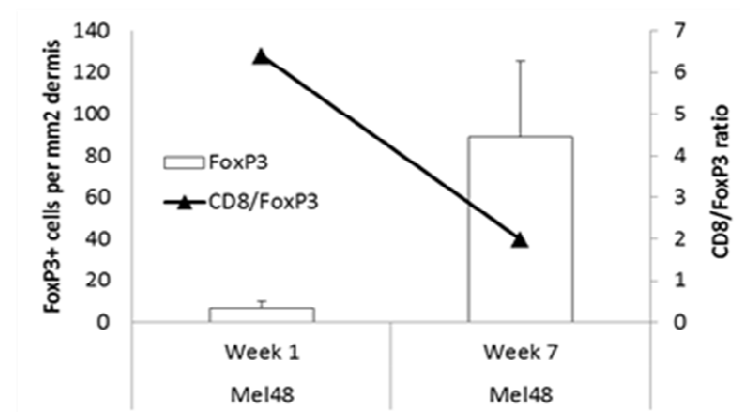 FoxP3+ cells per mm2 dermis
140
120
100
80
60
40
20
0
FoxP3
CD8/FoxP3
7
6
5
4
3
2
1
0
CD8/FoxP3 ratio
Week 1
Week 7
Mel48
Mel48